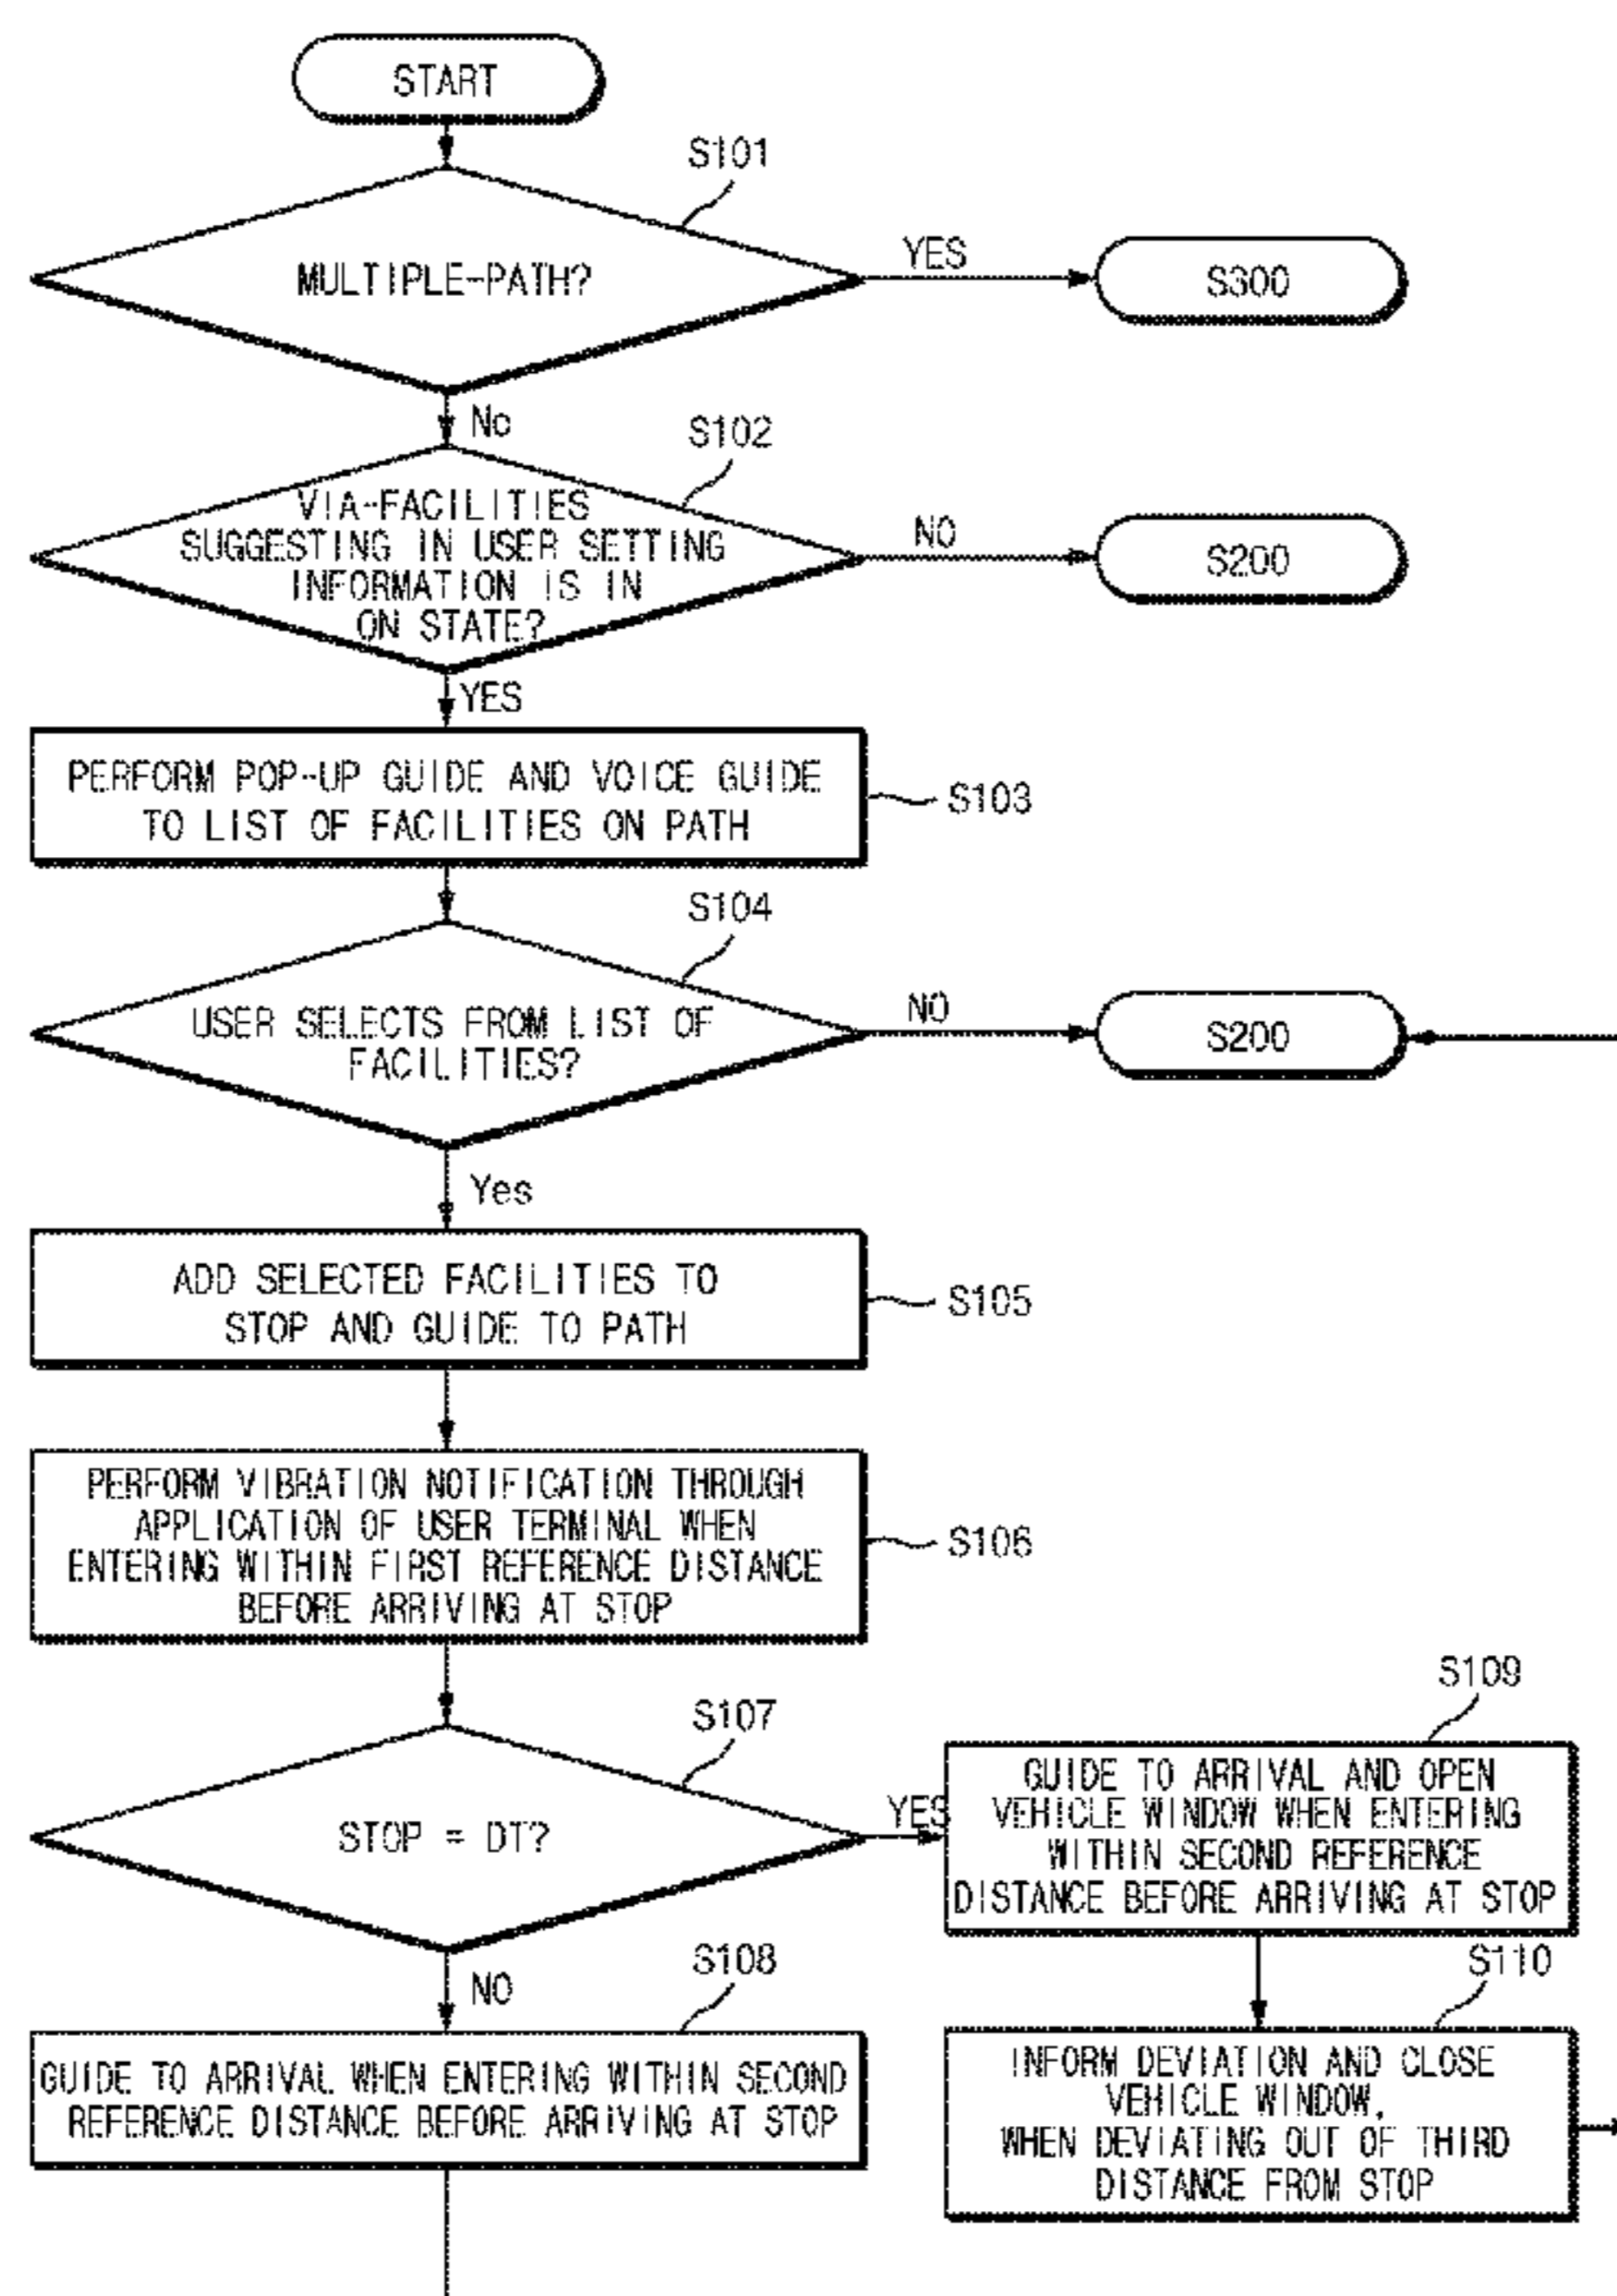 START
S101
MULTIPLE-PATH?
YES
S300
No
S102
VIA-FACILITIES
SUGGESTING IN USER SETTING
INFORMATION IS IN
ON STATE?
NO
S200
YES
PERFORM POP-UP GUIDE AND VOICE GUIDE
TO LIST OF FACILITIES ON PATH
S103
S104
USER SELECTS FROM LIST OF
FACILITIES?
NO
S200
Yes
ADD SELECTED FACILITIES TO
STOP AND GUIDE TO PATH
S105
PERFORM VIBRATION NOTIFICATION THROUGH
APPLICATION OF USER TERMINAL WHEN
ENTERING WITHIN FIRST REFERENCE DISTANCE
BEFORE ARRIVING AT STOP
S106
S107
STOP = DT?
YES
S109
GUIDE TO ARRIVAL AND OPEN
VEHICLE WINDOW WHEN ENTERING
WITHIN SECOND REFERENCE
DISTANCE BEFORE ARRIVING AT STOP
NO
S108
GUIDE TO ARRIVAL WHEN ENTERING WITHIN SECOND
REFERENCE DISTANCE BEFORE ARRIVING AT STOP
S110
INFORM DEVIATION AND CLOSE
VEHICLE WINDOW,
WHEN DEVIATING OUT OF THIRD
DISTANCE FROM STOP